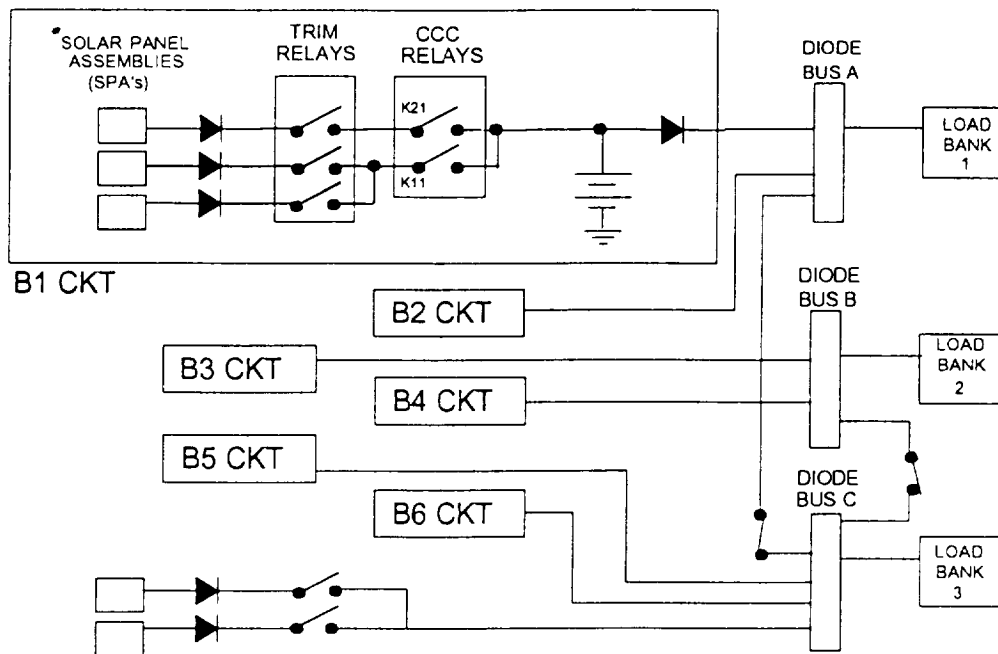 *SOLAR PANEL
ASSEMBLIES
(SPA's)
TRIM
RELAYS
CCC
RELAYS
K21
K11
B1 CKT
DIODE
BUS A
LOAD
BANK
1
B2 CKT
DIODE
BUS B
B3 CKT
LOAD
BANK
2
B4 CKT
B5 CKT
DIODE
BUS C
B6 CKT
LOAD
BANK
3